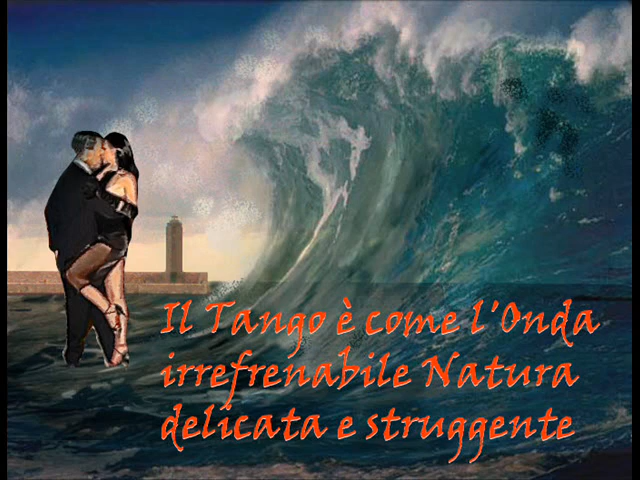 Il Tango è come l'Onda
irrefrenabile Natura
delicata e struggente